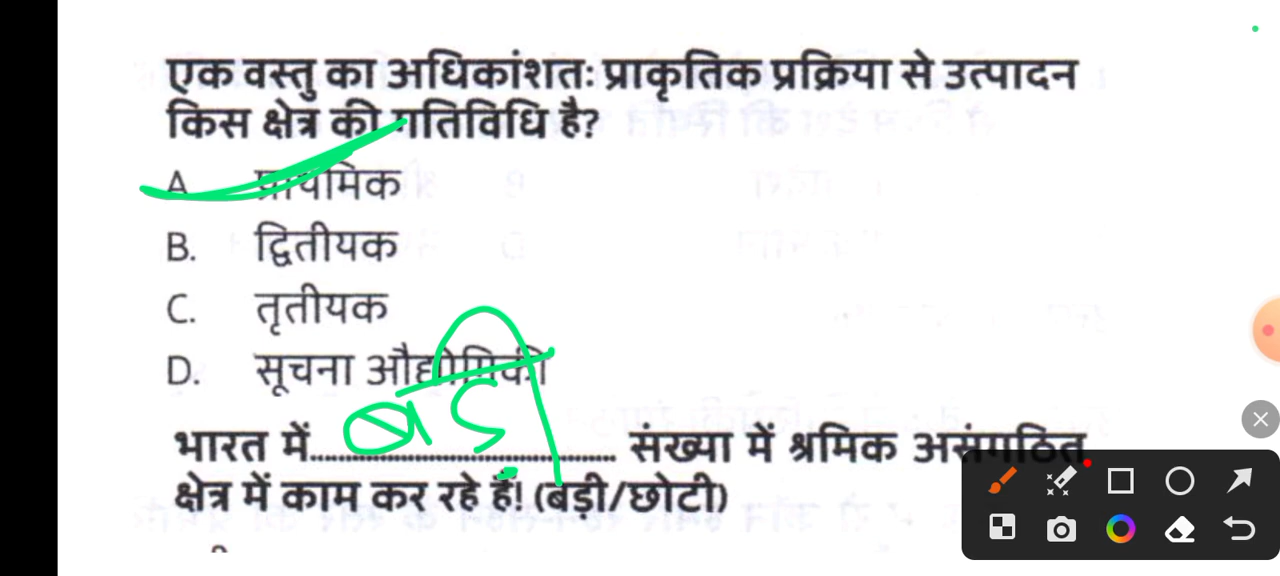 एक वस्तु का अधिकांशतः प्राकृतिक प्रक्रिया से उत्पादन
किस क्षेत्र की गतिविधि है?
A. प्राथमिक
B. द्वितीयक
C. तृतीयक
D. सूचना औद्योगिकी
बड़ी
भारत में.......................................... संख्या में श्रमिक असंगठित
क्षेत्र में काम कर रहे हैं! (बड़ी/छोटी)